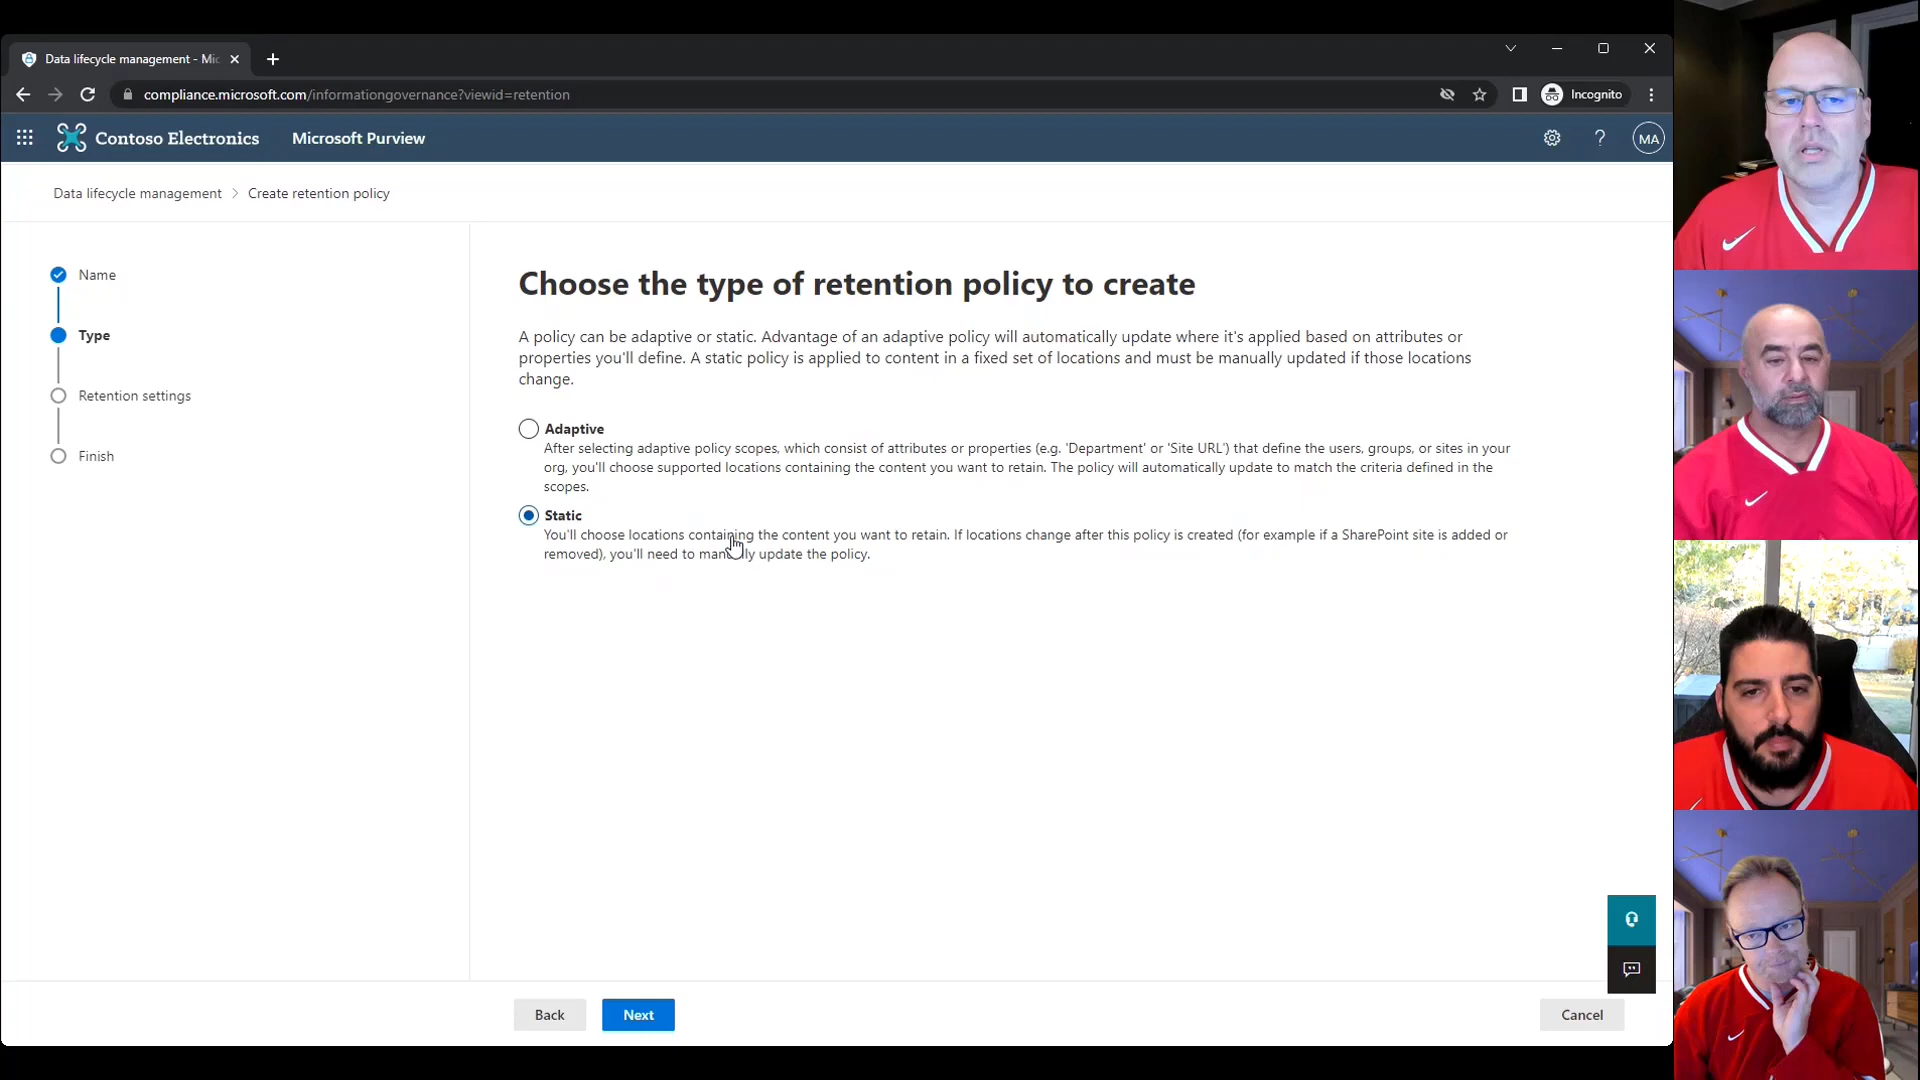 Data lifecycle management - Mic
compliance.microsoft.com/informationgovernance?viewid=retention
Incognito
Contoso Electronics
Microsoft Purview
MA
Data lifecycle management > Create retention policy
Name
Type
Retention settings
Finish
Choose the type of retention policy to create
A policy can be adaptive or static. Advantage of an adaptive policy will automatically update where it's applied based on attributes or
properties you'll define. A static policy is applied to content in a fixed set of locations and must be manually updated if those locations
change.
Adaptive
After selecting adaptive policy scopes, which consist of attributes or properties (e.g. 'Department' or 'Site URL') that define the users, groups, or sites in your
org, you'll choose supported locations containing the content you want to retain. The policy will automatically update to match the criteria defined in the
scopes.
Static
You'll choose locations containing the content you want to retain. If locations change after this policy is created (for example if a SharePoint site is added or
removed), you'll need to manually update the policy.
Back
Next
Cancel